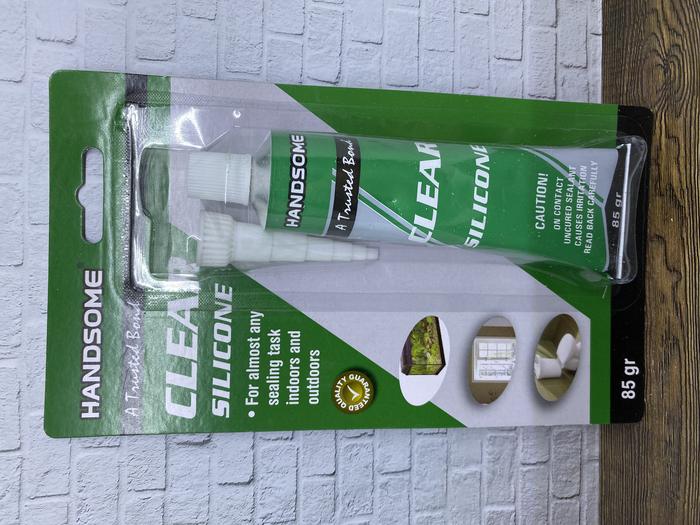 HANDSOME®
A Trusted Bond
CLEAR
SILICONE
• For almost any
sealing task
indoors and
outdoors
QUALITY GUARANTEED
85 gr
HANDSOME
A Trusted Bond
CLEAR
SILICONE
CAUTION!
ON CONTACT
UNCURED SEALANT
CAUSES IRRITATION
READ BACK CAREFULLY
85 gr